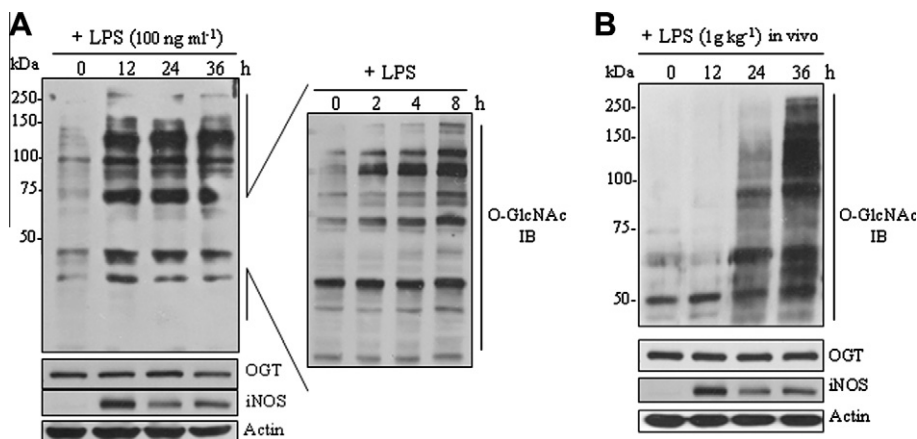 A
+ LPS (100 ng ml-1)
kDa 0 12 24 36 h
250-
150-
100-
75-
50-
+ LPS
0 2 4 8 h
O-GlcNAc
IB
OGT
iNOS
Actin
B
+ LPS (1g kg-1) in vivo
kDa 0 12 24 36 h
250-
150-
100-
75-
50-
O-GlcNAc
IB
OGT
iNOS
Actin